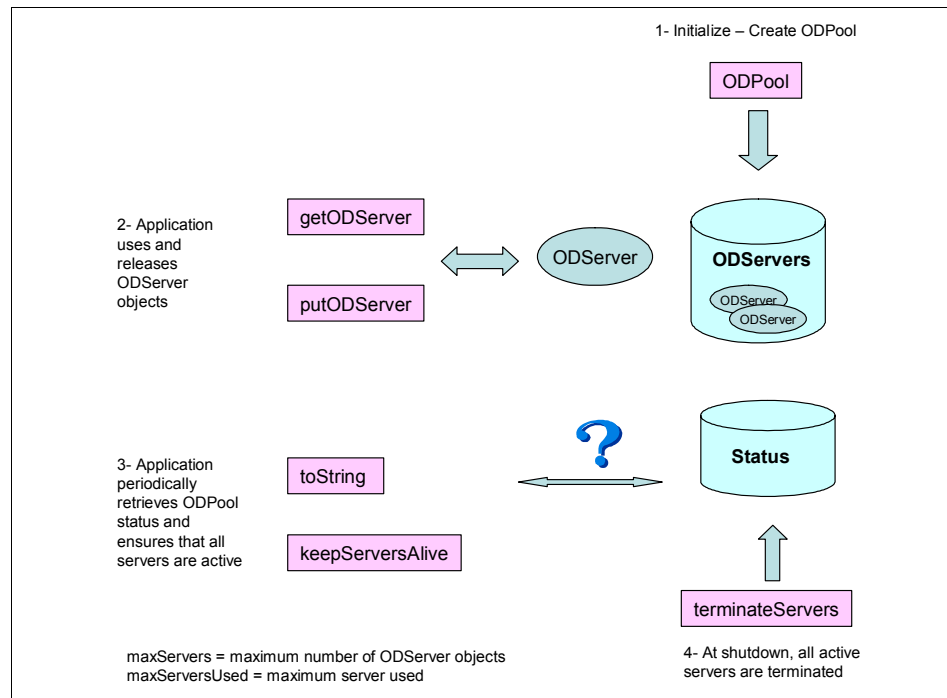 1- Initialize – Create ODPool
ODPool
2- Application
uses and
releases
ODServer
objects
getODServer
putODServer
ODServer
ODServers
ODServer
ODServer
3- Application
periodically
retrieves ODPool
status and
ensures that all
servers are active
toString
keepServersAlive
?
Status
terminateServers
4- At shutdown, all active
servers are terminated
maxServers = maximum number of ODServer objects
maxServersUsed = maximum server used